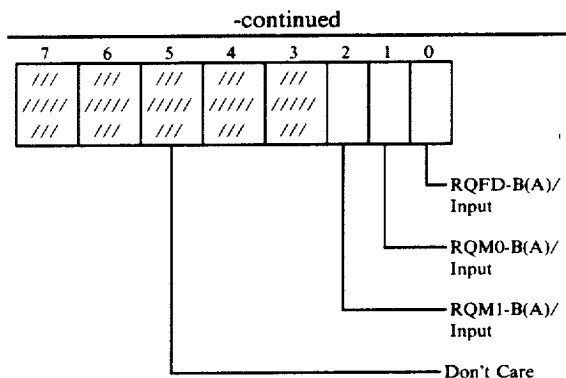 -continued
7 6 5 4 3 2 1 0
/// /// /// /// ///
///// ///// ///// ///// /////
/// /// /// /// ///
RQFD-B(A)/
Input
RQM0-B(A)/
Input
RQM1-B(A)/
Input
Don't Care